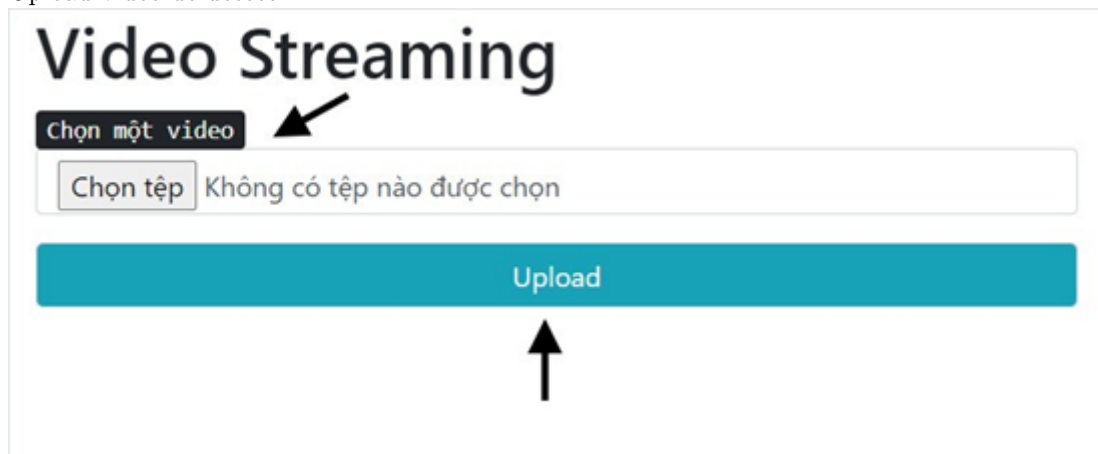 Video Streaming
Chọn một video
Chọn tệp Không có tệp nào được chọn
Upload